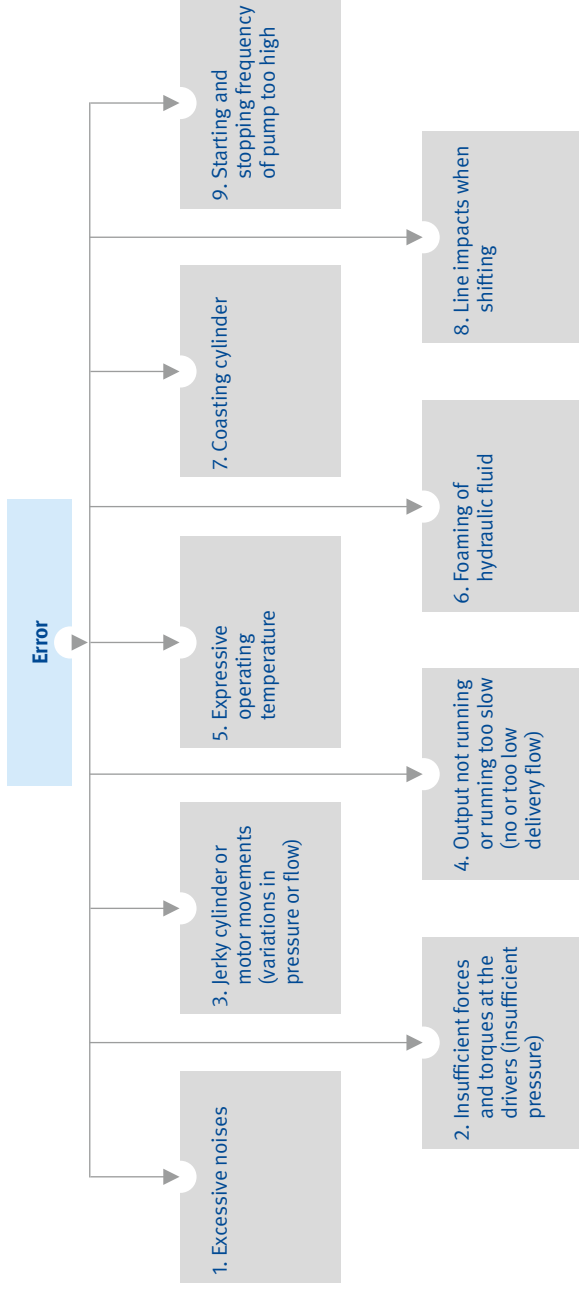 Error
1. Excessive noises
2. Insufficient forces
and torques at the
drivers (insufficient
pressure)
3. Jerky cylinder or
motor movements
(variations in
pressure or flow)
4. Output not running
or running too slow
(no or too low
delivery flow)
5. Expressive
operating
temperature
6. Foaming of
hydraulic fluid
7. Coasting cylinder
8. Line impacts when
shifting
9. Starting and
stopping frequency
of pump too high